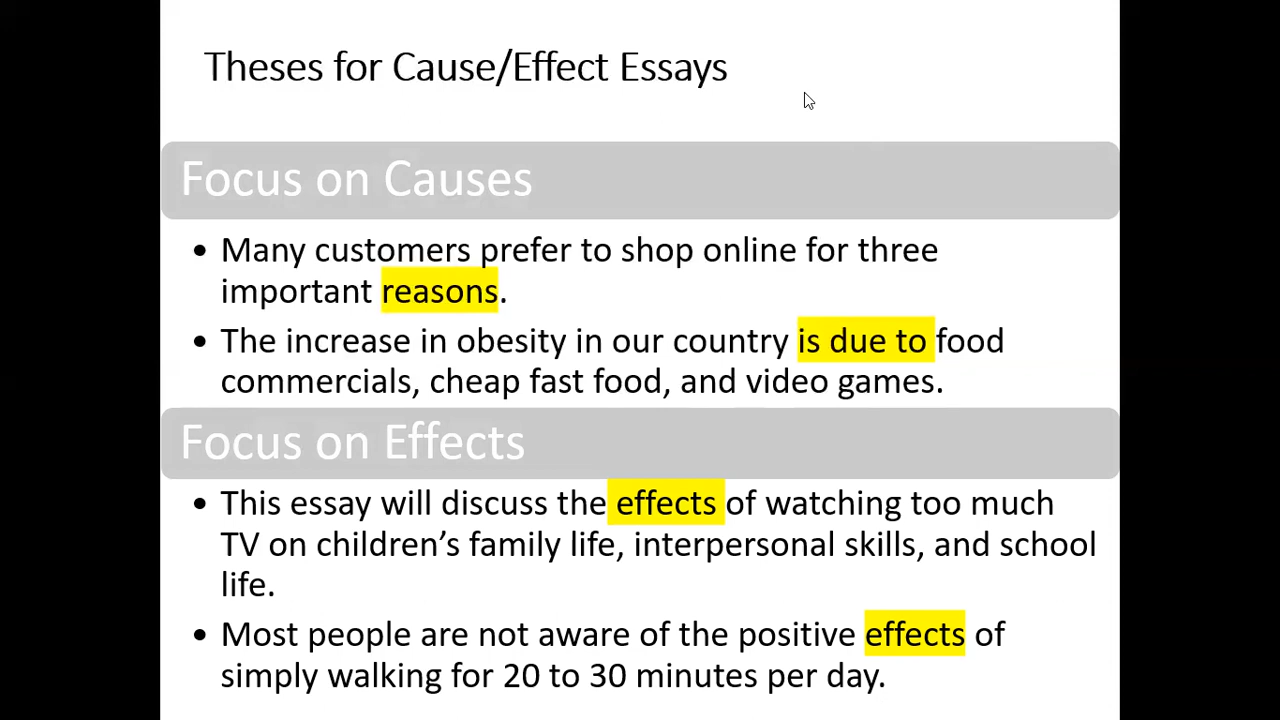 Theses for Cause/Effect Essays
Focus on Causes
• Many customers prefer to shop online for three
important reasons.
• The increase in obesity in our country is due to food
commercials, cheap fast food, and video games.
Focus on Effects
• This essay will discuss the effects of watching too much
TV on children’s family life, interpersonal skills, and school
life.
• Most people are not aware of the positive effects of
simply walking for 20 to 30 minutes per day.